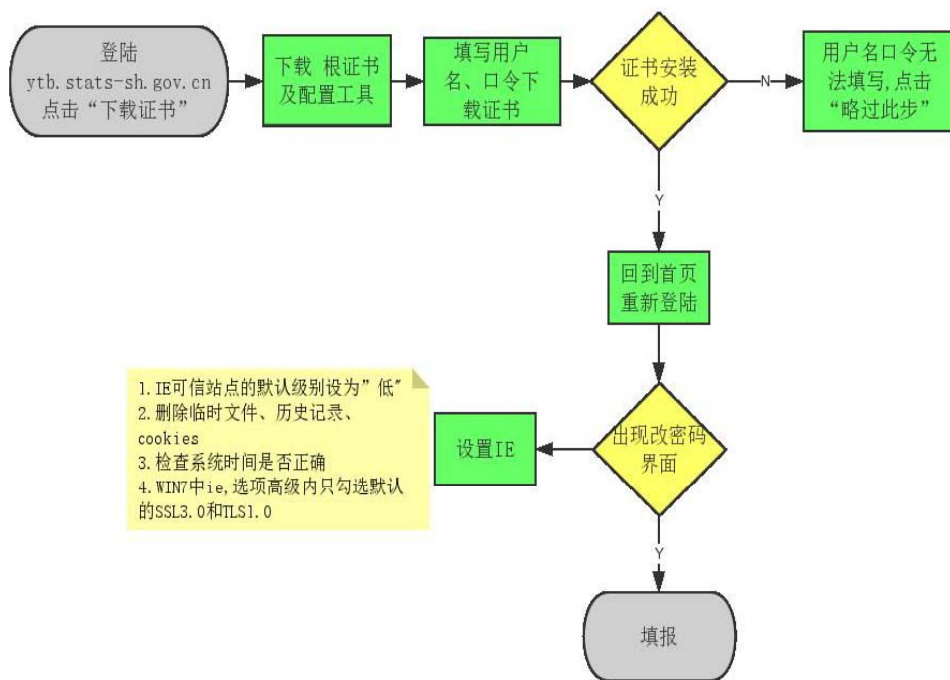 登陆
ytb.stats-sh.gov.cn
点击“下载证书”
下载 根证书
及配置工具
填写用户
名、口令下
载证书
证书安装
成功
N
用户名口令无
法填写,点击
“略过此步”
Y
回到首页
重新登陆
出现改密码
界面
设置IE
1.IE可信站点的默认级别设为”低"
2.删除临时文件、历史记录、
cookies
3.检查系统时间是否正确
4.WIN7中ie,选项高级内只勾选默认
的SSL3.0和TLS1.0
Y
填报